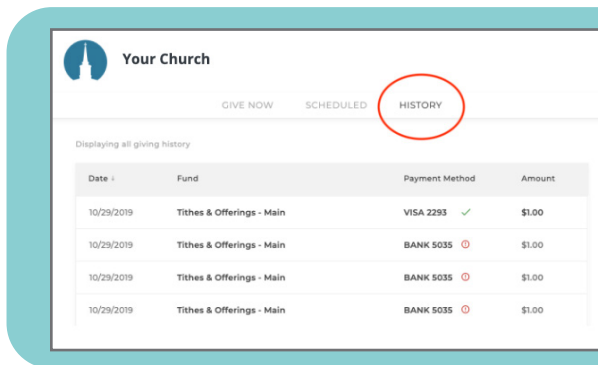 Your Church
GIVE NOW SCHEDULED HISTORY
Displaying all giving history
Date ↓ Fund Payment Method Amount
10/29/2019 Tithes & Offerings - Main VISA 2293 ✓ $1.00
10/29/2019 Tithes & Offerings - Main BANK 5035 $1.00
10/29/2019 Tithes & Offerings - Main BANK 5035 $1.00
10/29/2019 Tithes & Offerings - Main BANK 5035 $1.00